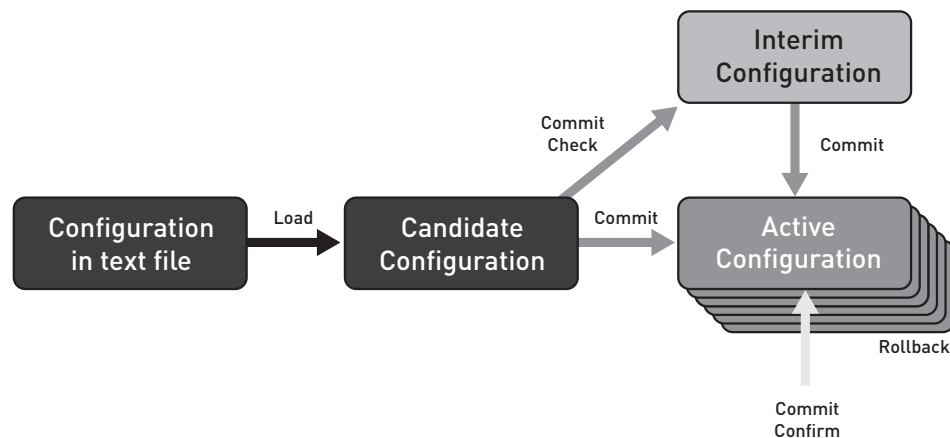 Interim
Configuration
Commit
Check
Commit
Configuration
in text file
Load
Candidate
Configuration
Commit
Active
Configuration
Rollback
Commit
Confirm